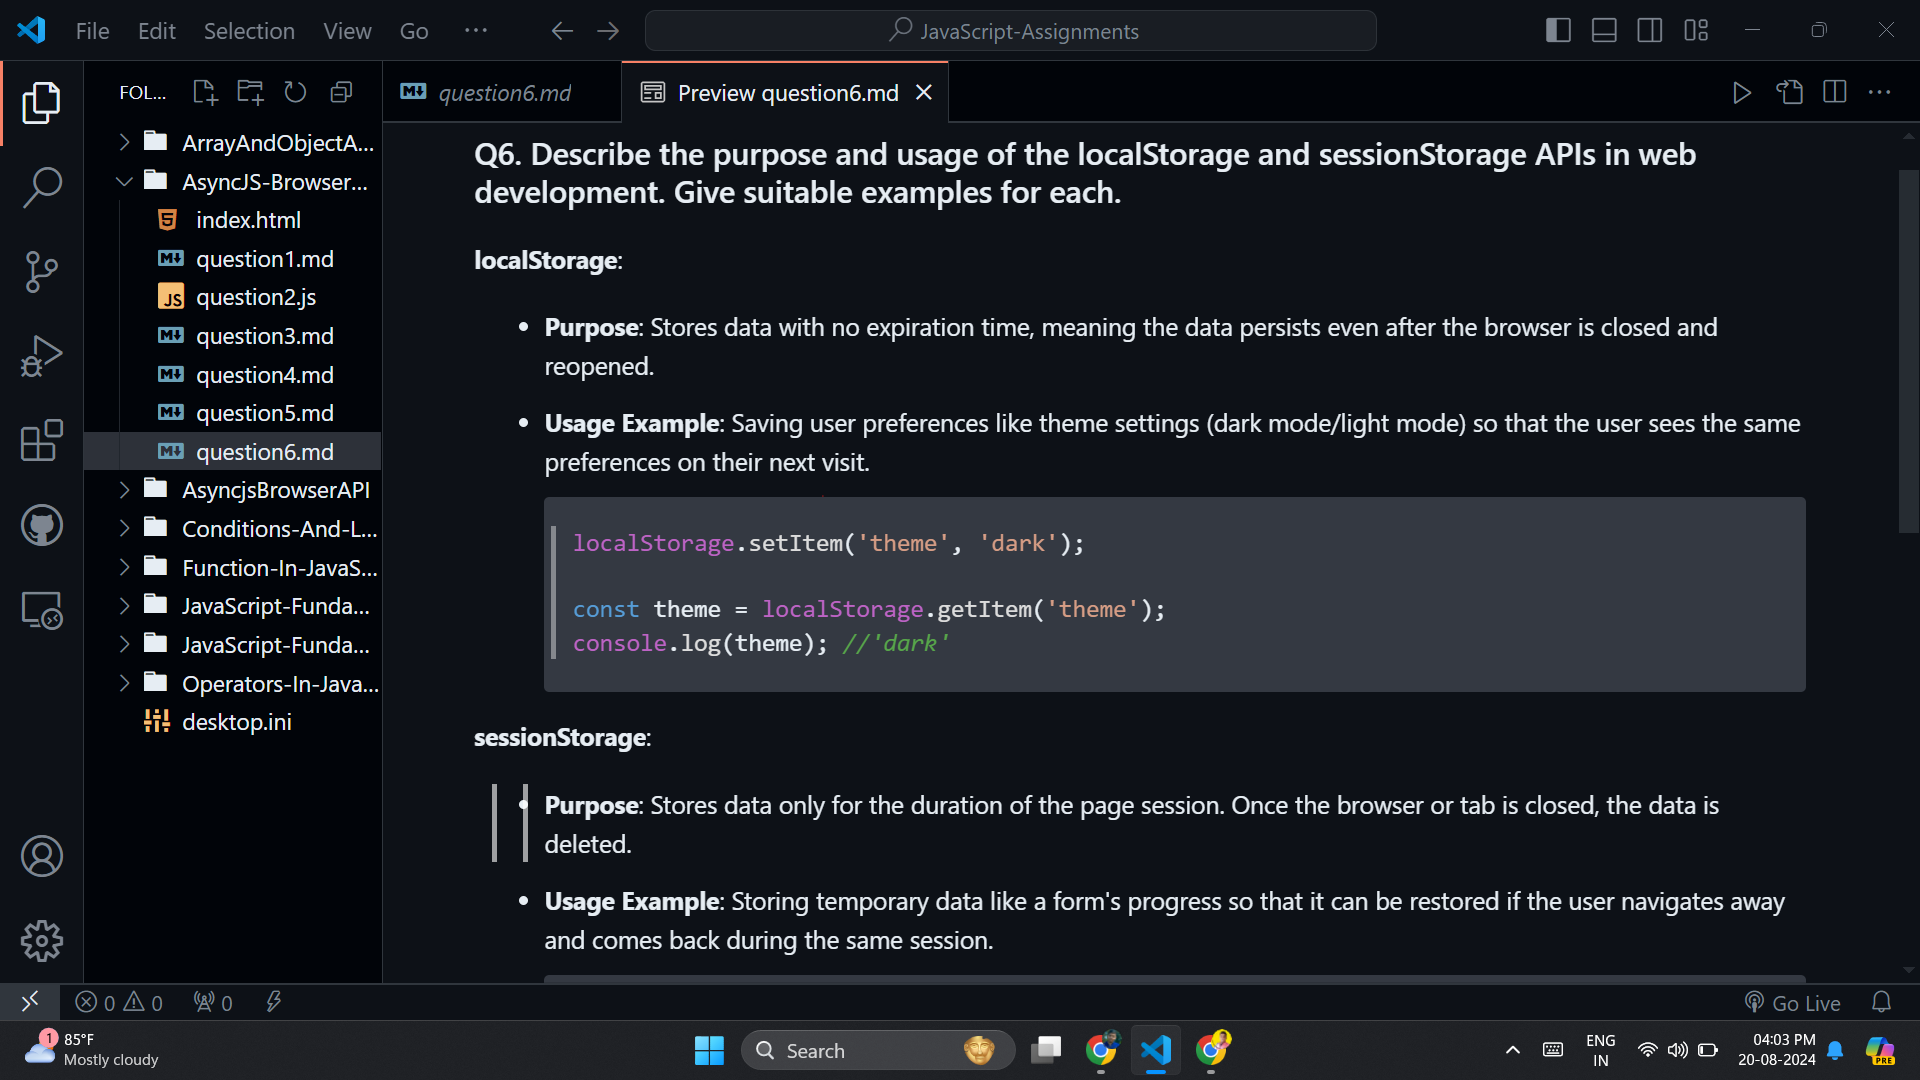 File Edit Selection View Go ··· JavaScript-Assignments
FOL...
question6.md
Preview question6.md
ArrayAndObjectA...
AsyncJS-Browser...
index.html
question1.md
JS question2.js
question3.md
question4.md
question5.md
question6.md
AsyncjsBrowserAPI
Conditions-And-L...
Function-In-JavaS...
JavaScript-Funda...
JavaScript-Funda...
Operators-In-Java...
desktop.ini
Q6. Describe the purpose and usage of the localStorage and sessionStorage APIs in web
development. Give suitable examples for each.
localStorage:
• Purpose: Stores data with no expiration time, meaning the data persists even after the browser is closed and
reopened.
• Usage Example: Saving user preferences like theme settings (dark mode/light mode) so that the user sees the same
preferences on their next visit.
localStorage.setItem('theme', 'dark');
const theme = localStorage.getItem('theme');
console.log(theme); //'dark'
sessionStorage:
• Purpose: Stores data only for the duration of the page session. Once the browser or tab is closed, the data is
deleted.
• Usage Example: Storing temporary data like a form's progress so that it can be restored if the user navigates away
and comes back during the same session.
0 0 0 Go Live
1 85°F
Mostly cloudy
Search
ENG
IN
04:03 PM
20-08-2024
PRE